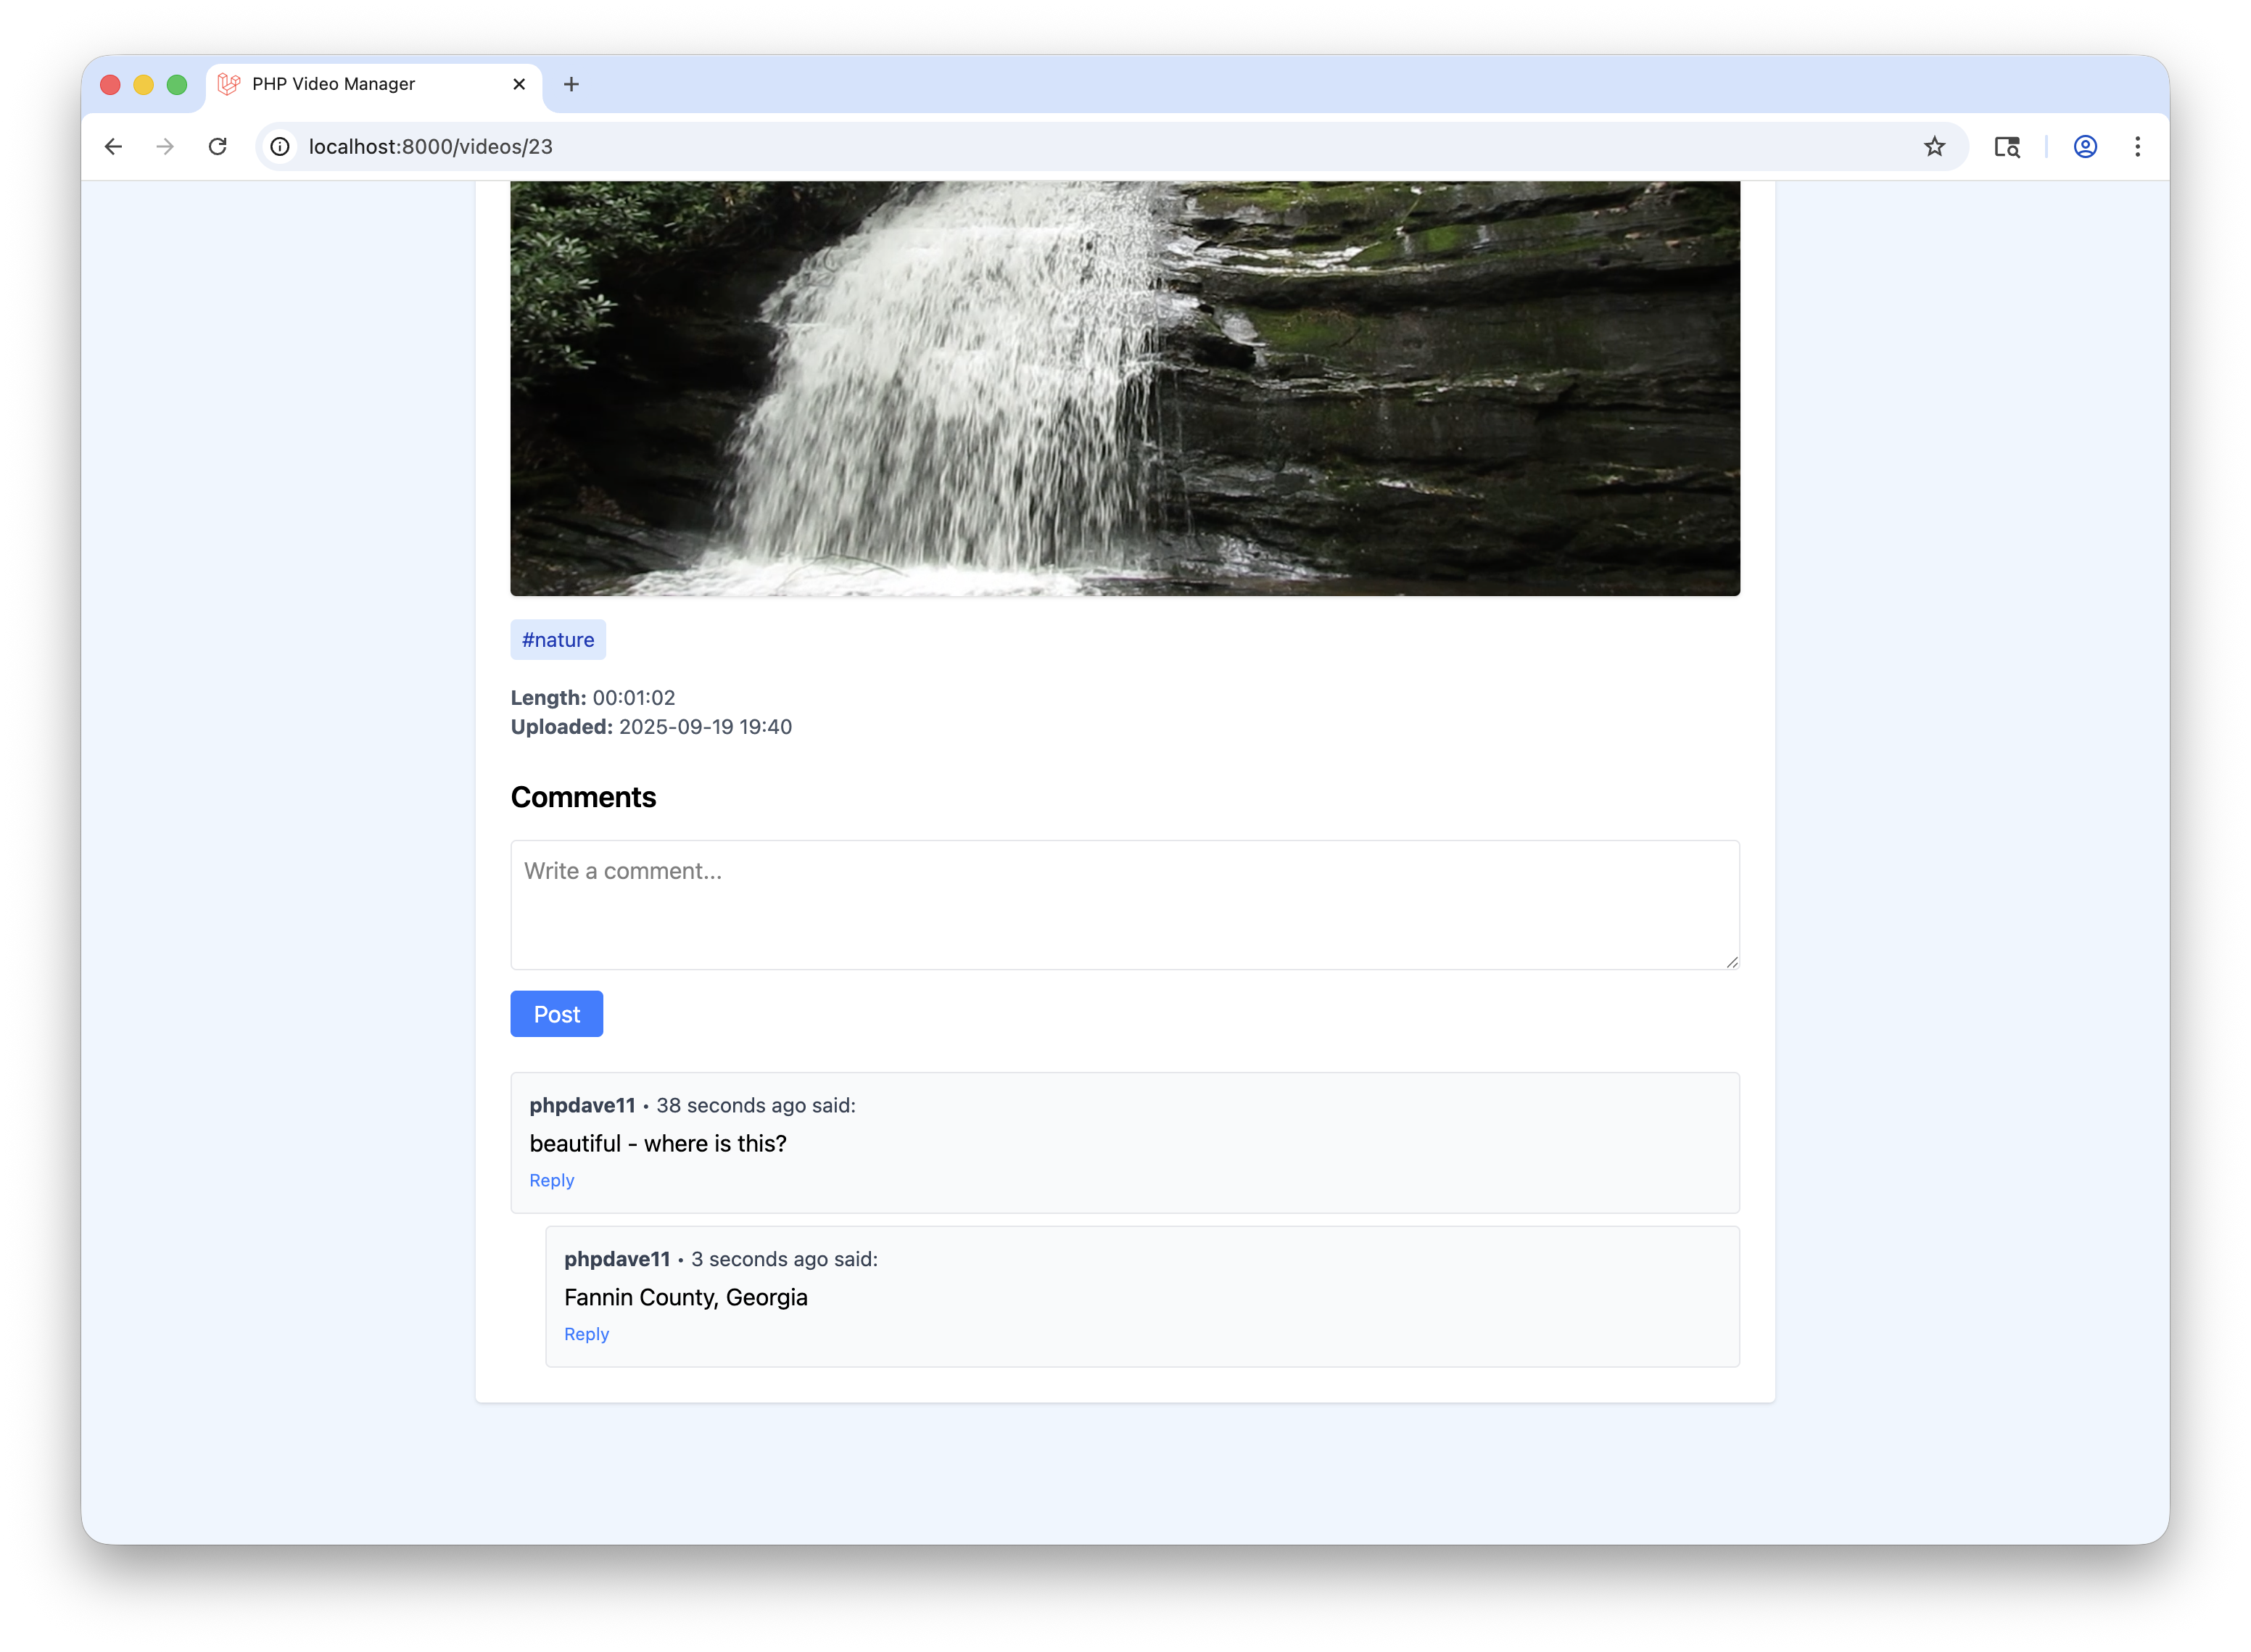 PHP Video Manager
localhost:8000/videos/23
#nature
Length: 00:01:02
Uploaded: 2025-09-19 19:40
Comments
Write a comment...
Post
phpdave11 • 38 seconds ago said:
beautiful - where is this?
Reply
phpdave11 • 3 seconds ago said:
Fannin County, Georgia
Reply